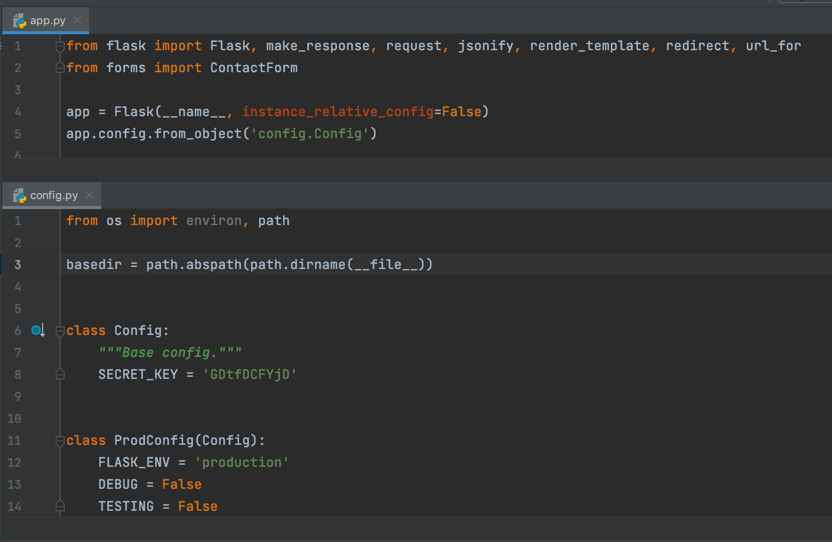 app.py
1 from flask import Flask, make_response, request, jsonify, render_template, redirect, url_for
2 from forms import ContactForm
3
4 app = Flask(__name__, instance_relative_config=False)
5 app.config.from_object('config.Config')
6
config.py
1 from os import environ, path
2
3 basedir = path.abspath(path.dirname(__file__))
4
5
6 class Config:
7 """Base config."""
8 SECRET_KEY = 'GDtfDCFYjD'
9
10
11 class ProdConfig(Config):
12 FLASK_ENV = 'production'
13 DEBUG = False
14 TESTING = False